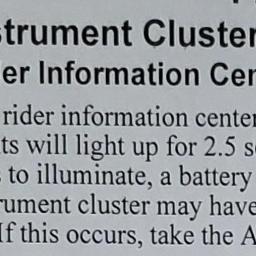 strument Cluster
er Information Cen
rider information center
ts will light up for 2.5 s
to illuminate, a battery
rument cluster may have
If this occurs, take the A